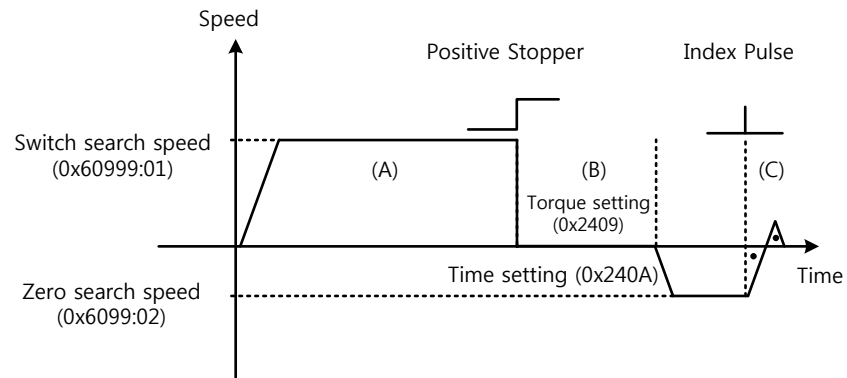 Speed
Positive Stopper
Index Pulse
Switch search speed
(0x60999:01)
(A)
(B)
(C)
Torque setting
(0x2409)
Time setting (0x240A)
Time
Zero search speed
(0x6099:02)